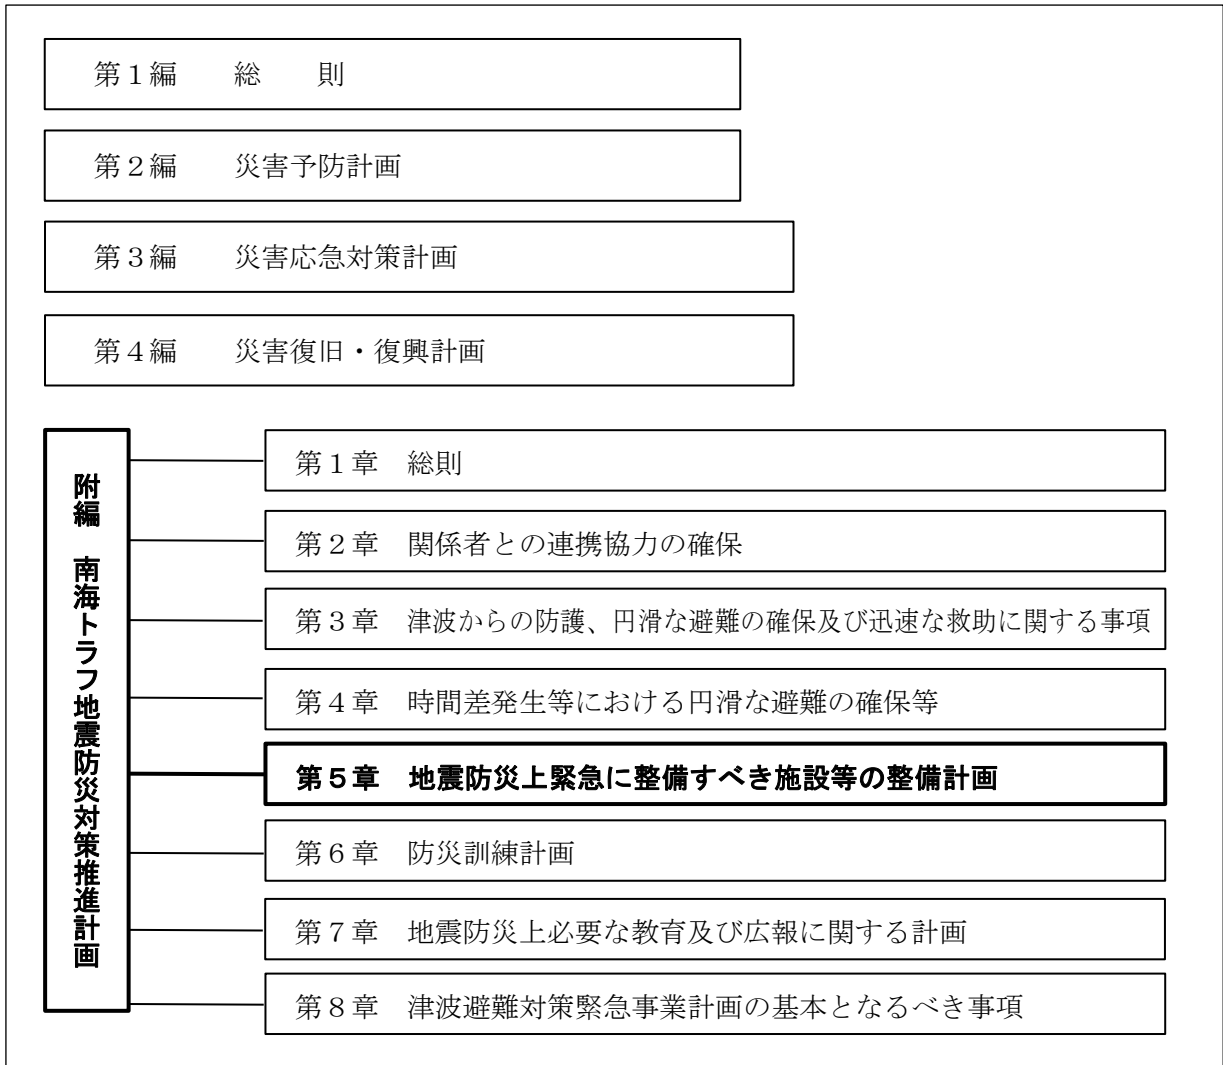 第１編　　総　　則
第２編　　災害予防計画
第３編　　災害応急対策計画
第４編　　災害復旧・復興計画
附編　南海トラフ地震防災対策推進計画
第１章　総則
第２章　関係者との連携協力の確保
第３章　津波からの防護、円滑な避難の確保及び迅速な救助に関する事項
第４章　時間差発生等における円滑な避難の確保等
第５章　地震防災上緊急に整備すべき施設等の整備計画
第６章　防災訓練計画
第７章　地震防災上必要な教育及び広報に関する計画
第８章　津波避難対策緊急事業計画の基本となるべき事項